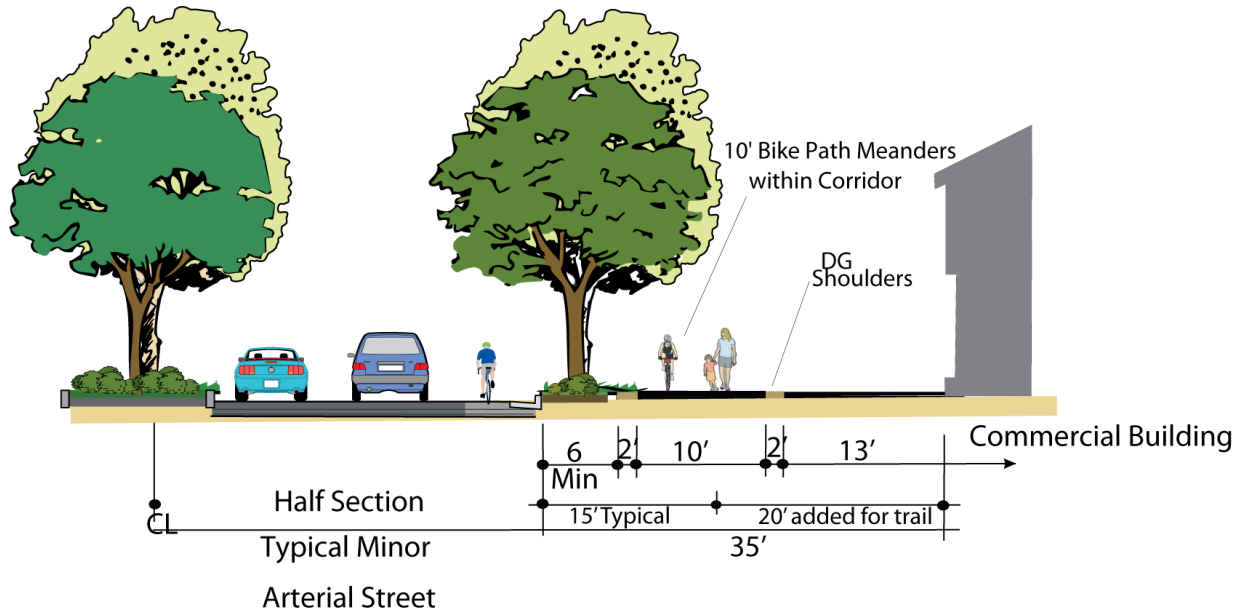 10' Bike Path Meanders
within Corridor
DG
Shoulders
6
Min
2'
10'
2'
13'
Commercial Building
Half Section
15' Typical
20' added for trail
CL
Typical Minor
35'
Arterial Street